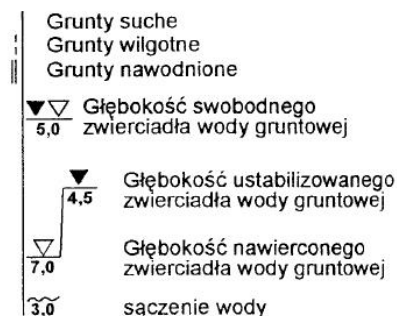 Grunty suche
Grunty wilgotne
Grunty nawodnione
Głębokość swobodnego
5,0 zwierciadła wody gruntowej
Głębokość ustabilizowanego
4,5 zwierciadła wody gruntowej
Głębokość nawierconego
7,0 zwierciadła wody gruntowej
3,0 sączenie wody